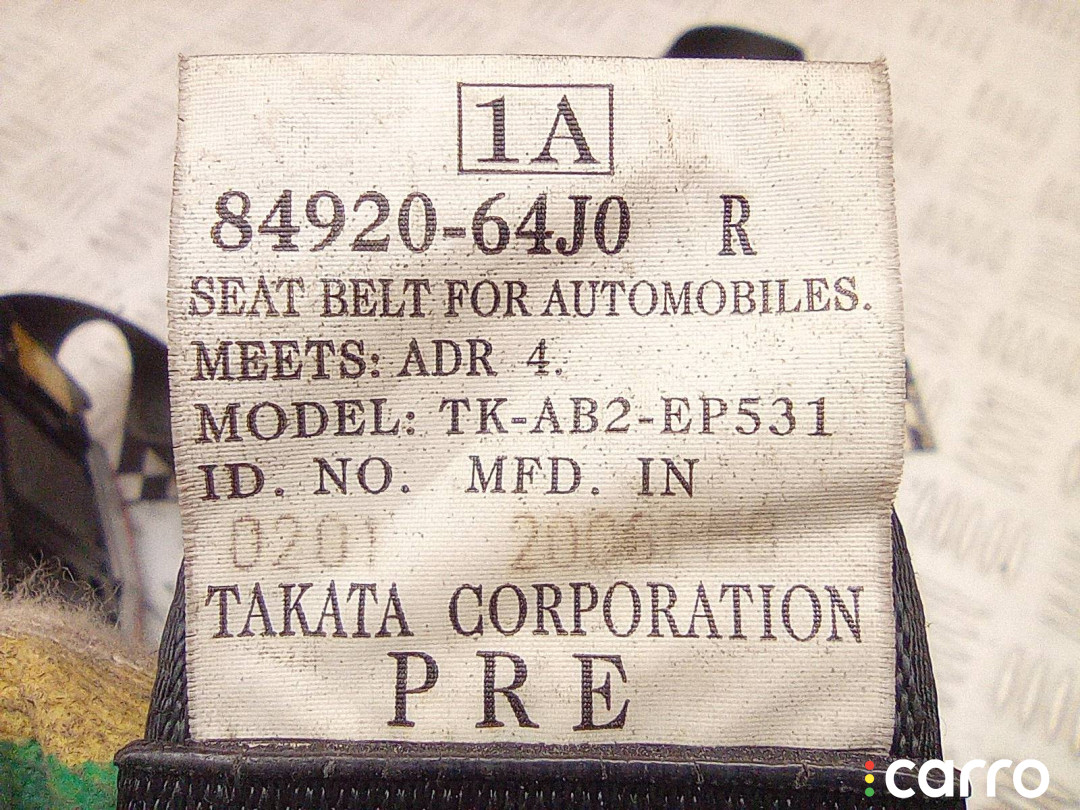 1A
84920-64J0 R
SEAT BELT FOR AUTOMOBILES.
MEETS: ADR 4.
MODEL: TK-AB2-EP531
ID. NO. MFD. IN
0201
TAKATA CORPORATION
PRE
carro